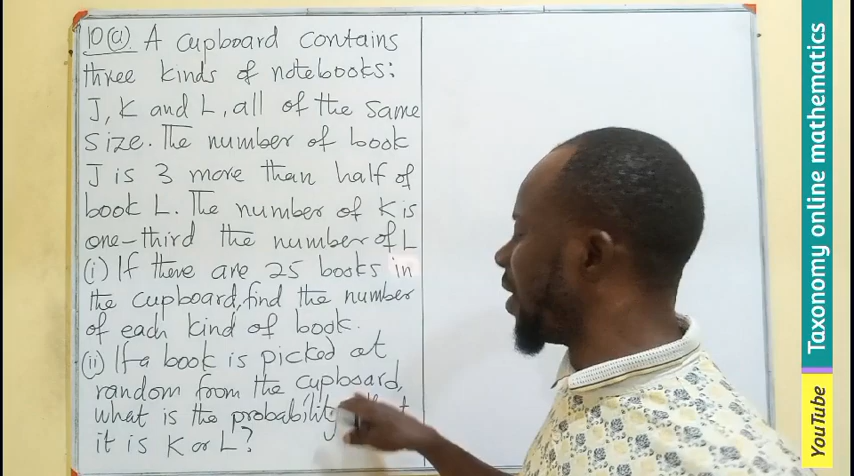 10(a). A cupboard contains
three kinds of notebooks:
J, K and L, all of the same
size. The number of book
J is 3 more than half of
book L. The number of K is
one-third the number of L
(i) If there are 25 books in
the cupboard, find the number
of each kind of book.
(ii) If a book is picked at
random from the cupboard,
what is the probability
it is K or L?
YouTube Taxonomy online mathematics